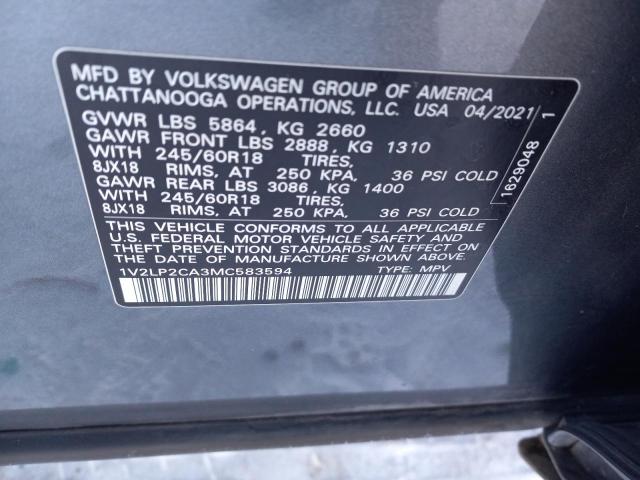 MFD BY VOLKSWAGEN GROUP OF AMERICA
CHATTANOOGA OPERATIONS, LLC. USA 04/2021
GVWR LBS 5864, KG 2660
GAWR FRONT LBS 2888, KG 1310
WITH 245/60R18 TIRES,
8JX18 RIMS, AT 250 KPA, 36 PSI COLD
GAWR REAR LBS 3086, KG 1400
WITH 245/60R18 TIRES,
8JX18 RIMS, AT 250 KPA, 36 PSI COLD
THIS VEHICLE CONFORMS TO ALL APPLICABLE
U.S. FEDERAL MOTOR VEHICLE SAFETY AND
THEFT PREVENTION STANDARDS IN EFFECT ON
THE DATE OF MANUFACTURE SHOWN ABOVE.
1V2LP2CA3MC583594 TYPE: MPV
1629048 1